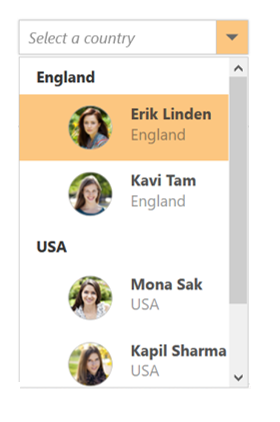 Select a country
England
Erik Linden
England
Kavi Tam
England
USA
Mona Sak
USA
Kapil Sharma
USA